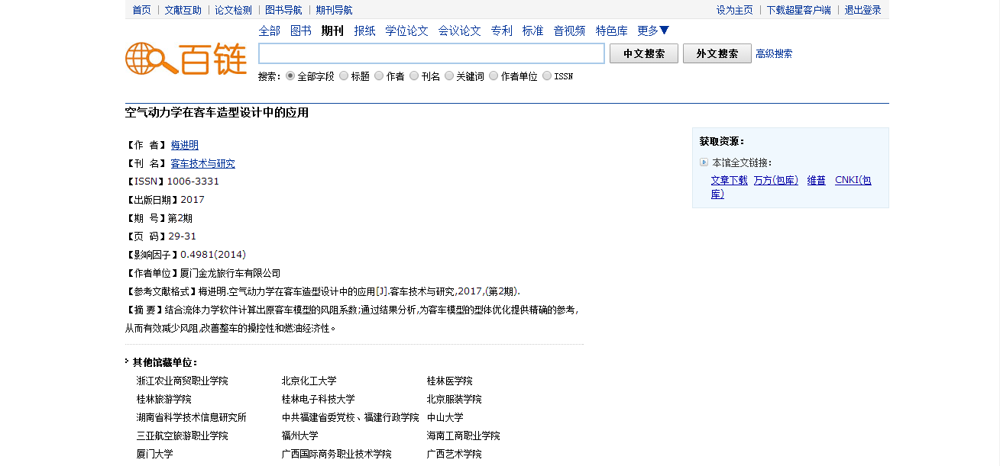 首页 | 文献互助 | 论文检测 | 图书导航 | 期刊导航 设为主页 | 下载超星客户端 | 退出登录
全部 图书 期刊 报纸 学位论文 会议论文 专利 标准 音视频 特色库 更多▼
百链
中文搜索 外文搜索 高级搜索
搜索: 全部字段 标题 作者 刊名 关键词 作者单位 ISSN
空气动力学在客车造型设计中的应用
【作 者】梅进明
【刊 名】客车技术与研究
【ISSN】1006-3331
【出版日期】2017
【期 号】第2期
【页 码】29-31
【影响因子】0.4981(2014)
【作者单位】厦门金龙旅行车有限公司
【参考文献格式】梅进明.空气动力学在客车造型设计中的应用[J].客车技术与研究,2017,(第2期).
【摘 要】结合流体力学软件计算出原客车模型的风阻系数;通过结果分析,为客车模型的型体优化提供精确的参考,
从而有效减少风阻,改善整车的操控性和燃油经济性。
获取资源:
本馆全文链接:
文章下载 万方(包库) 维普 CNKI(包
库)
其他馆藏单位:
浙江农业商贸职业学院 北京化工大学 桂林医学院
桂林旅游学院 桂林电子科技大学 北京服装学院
湖南省科学技术信息研究所 中共福建省委党校、福建行政学院 中山大学
三亚航空旅游职业学院 福州大学 海南工商职业学院
厦门大学 广西国际商务职业技术学院 广西艺术学院